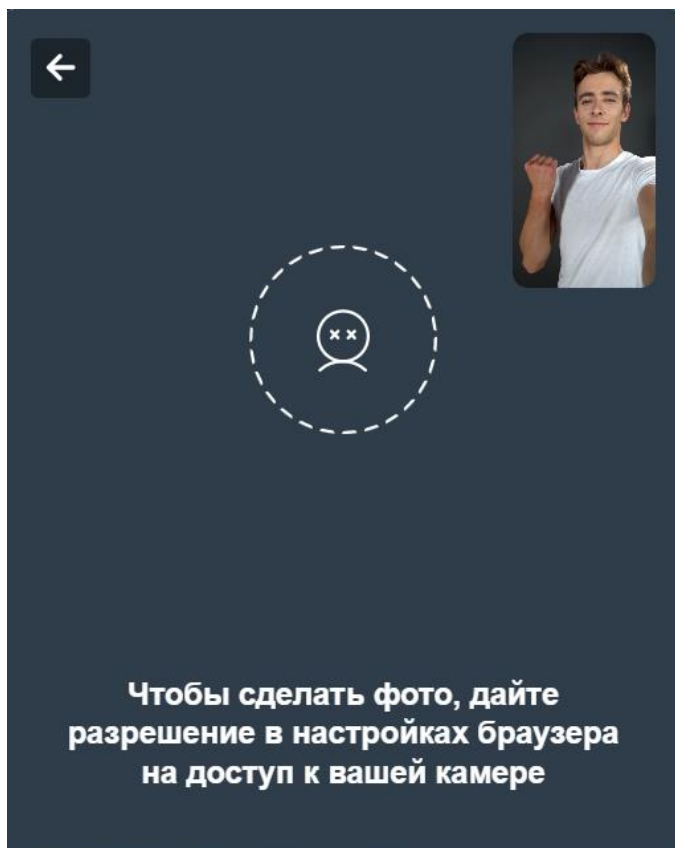 Чтобы сделать фото, дайте
разрешение в настройках браузера
на доступ к вашей камере